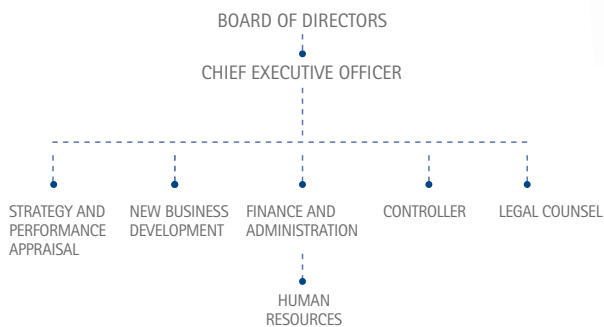 BOARD OF DIRECTORS
CHIEF EXECUTIVE OFFICER
STRATEGY AND
PERFORMANCE
APPRAISAL
NEW BUSINESS
DEVELOPMENT
FINANCE AND
ADMINISTRATION
CONTROLLER
LEGAL COUNSEL
HUMAN
RESOURCES